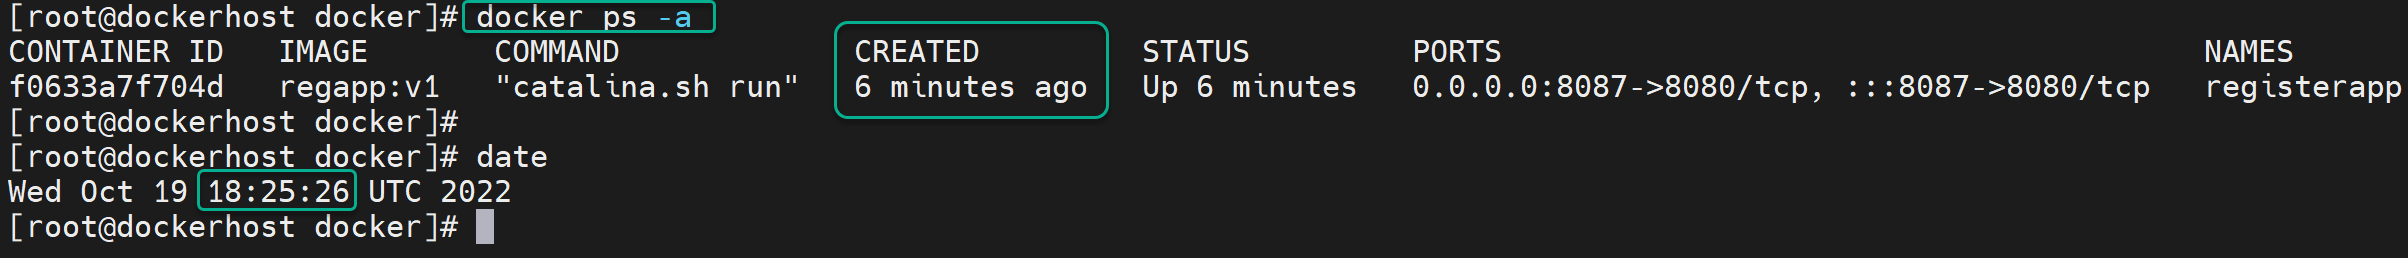 [root@dockerhost docker]# docker ps -a
CONTAINER ID   IMAGE       COMMAND             CREATED         STATUS         PORTS                                       NAMES
f0633a7f704d   regapp:v1   "catalina.sh run"   6 minutes ago   Up 6 minutes   0.0.0.0:8087->8080/tcp, :::8087->8080/tcp   registerapp
[root@dockerhost docker]#
[root@dockerhost docker]# date
Wed Oct 19 18:25:26 UTC 2022
[root@dockerhost docker]#